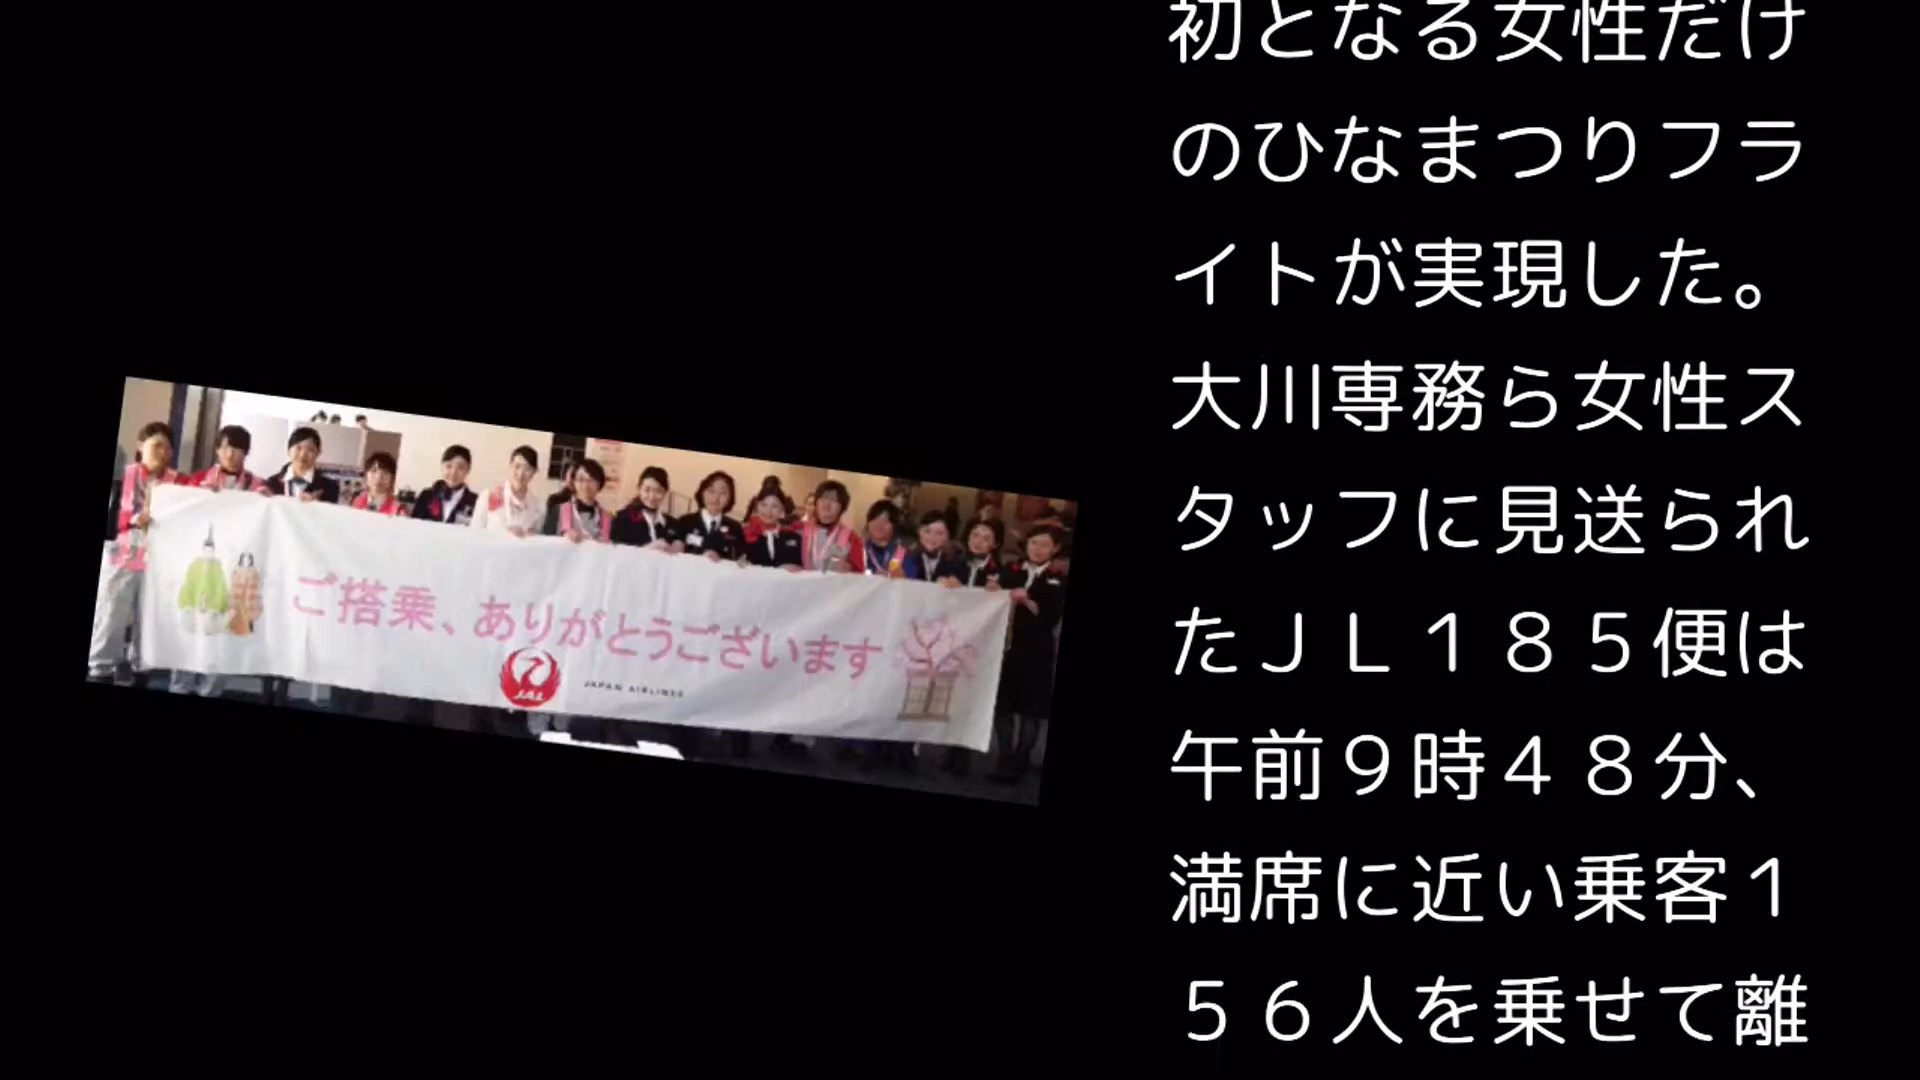 ご搭乗、ありがとうございます
JAL
JAPAN AIRLINES
初となる女性だけ
のひなまつりフラ
イトが実現した。
大川専務ら女性ス
タッフに見送られ
たＪＬ１８５便は
午前９時４８分、
満席に近い乗客１
５６人を乗せて離